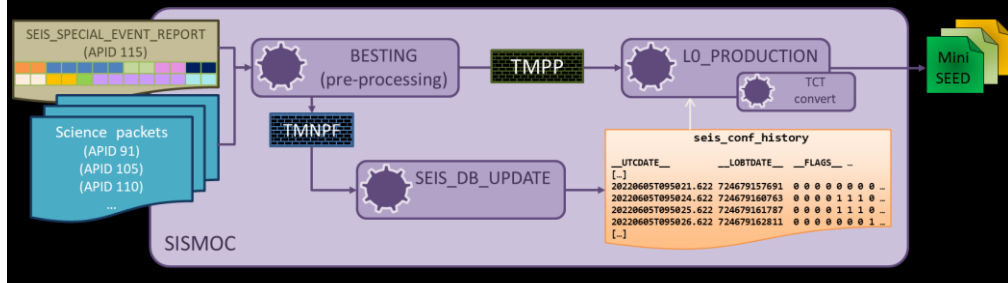 SEIS_SPECIAL_EVENT_REPORT
(APID 115)
Science packets
(APID 91)
(APID 105)
(APID 110)
...
BESTING
(pre-processing)
TMPP
L0_PRODUCTION
TCT
convert
Mini
SEED
TMNPF
SEIS_DB_UPDATE
seis_conf_history
__UTCDATE__ __LOBTDATE__ __FLAGS__ …
[…]
20220605T095021.622 724679157691 0 0 0 0 0 0 0 0 …
20220605T095024.622 724679160763 0 0 0 0 1 1 1 0 …
20220605T095025.622 724679161787 0 0 0 0 1 1 1 0 …
20220605T095026.622 724679162811 0 0 0 0 0 0 0 1 …
[…]
SISMOC